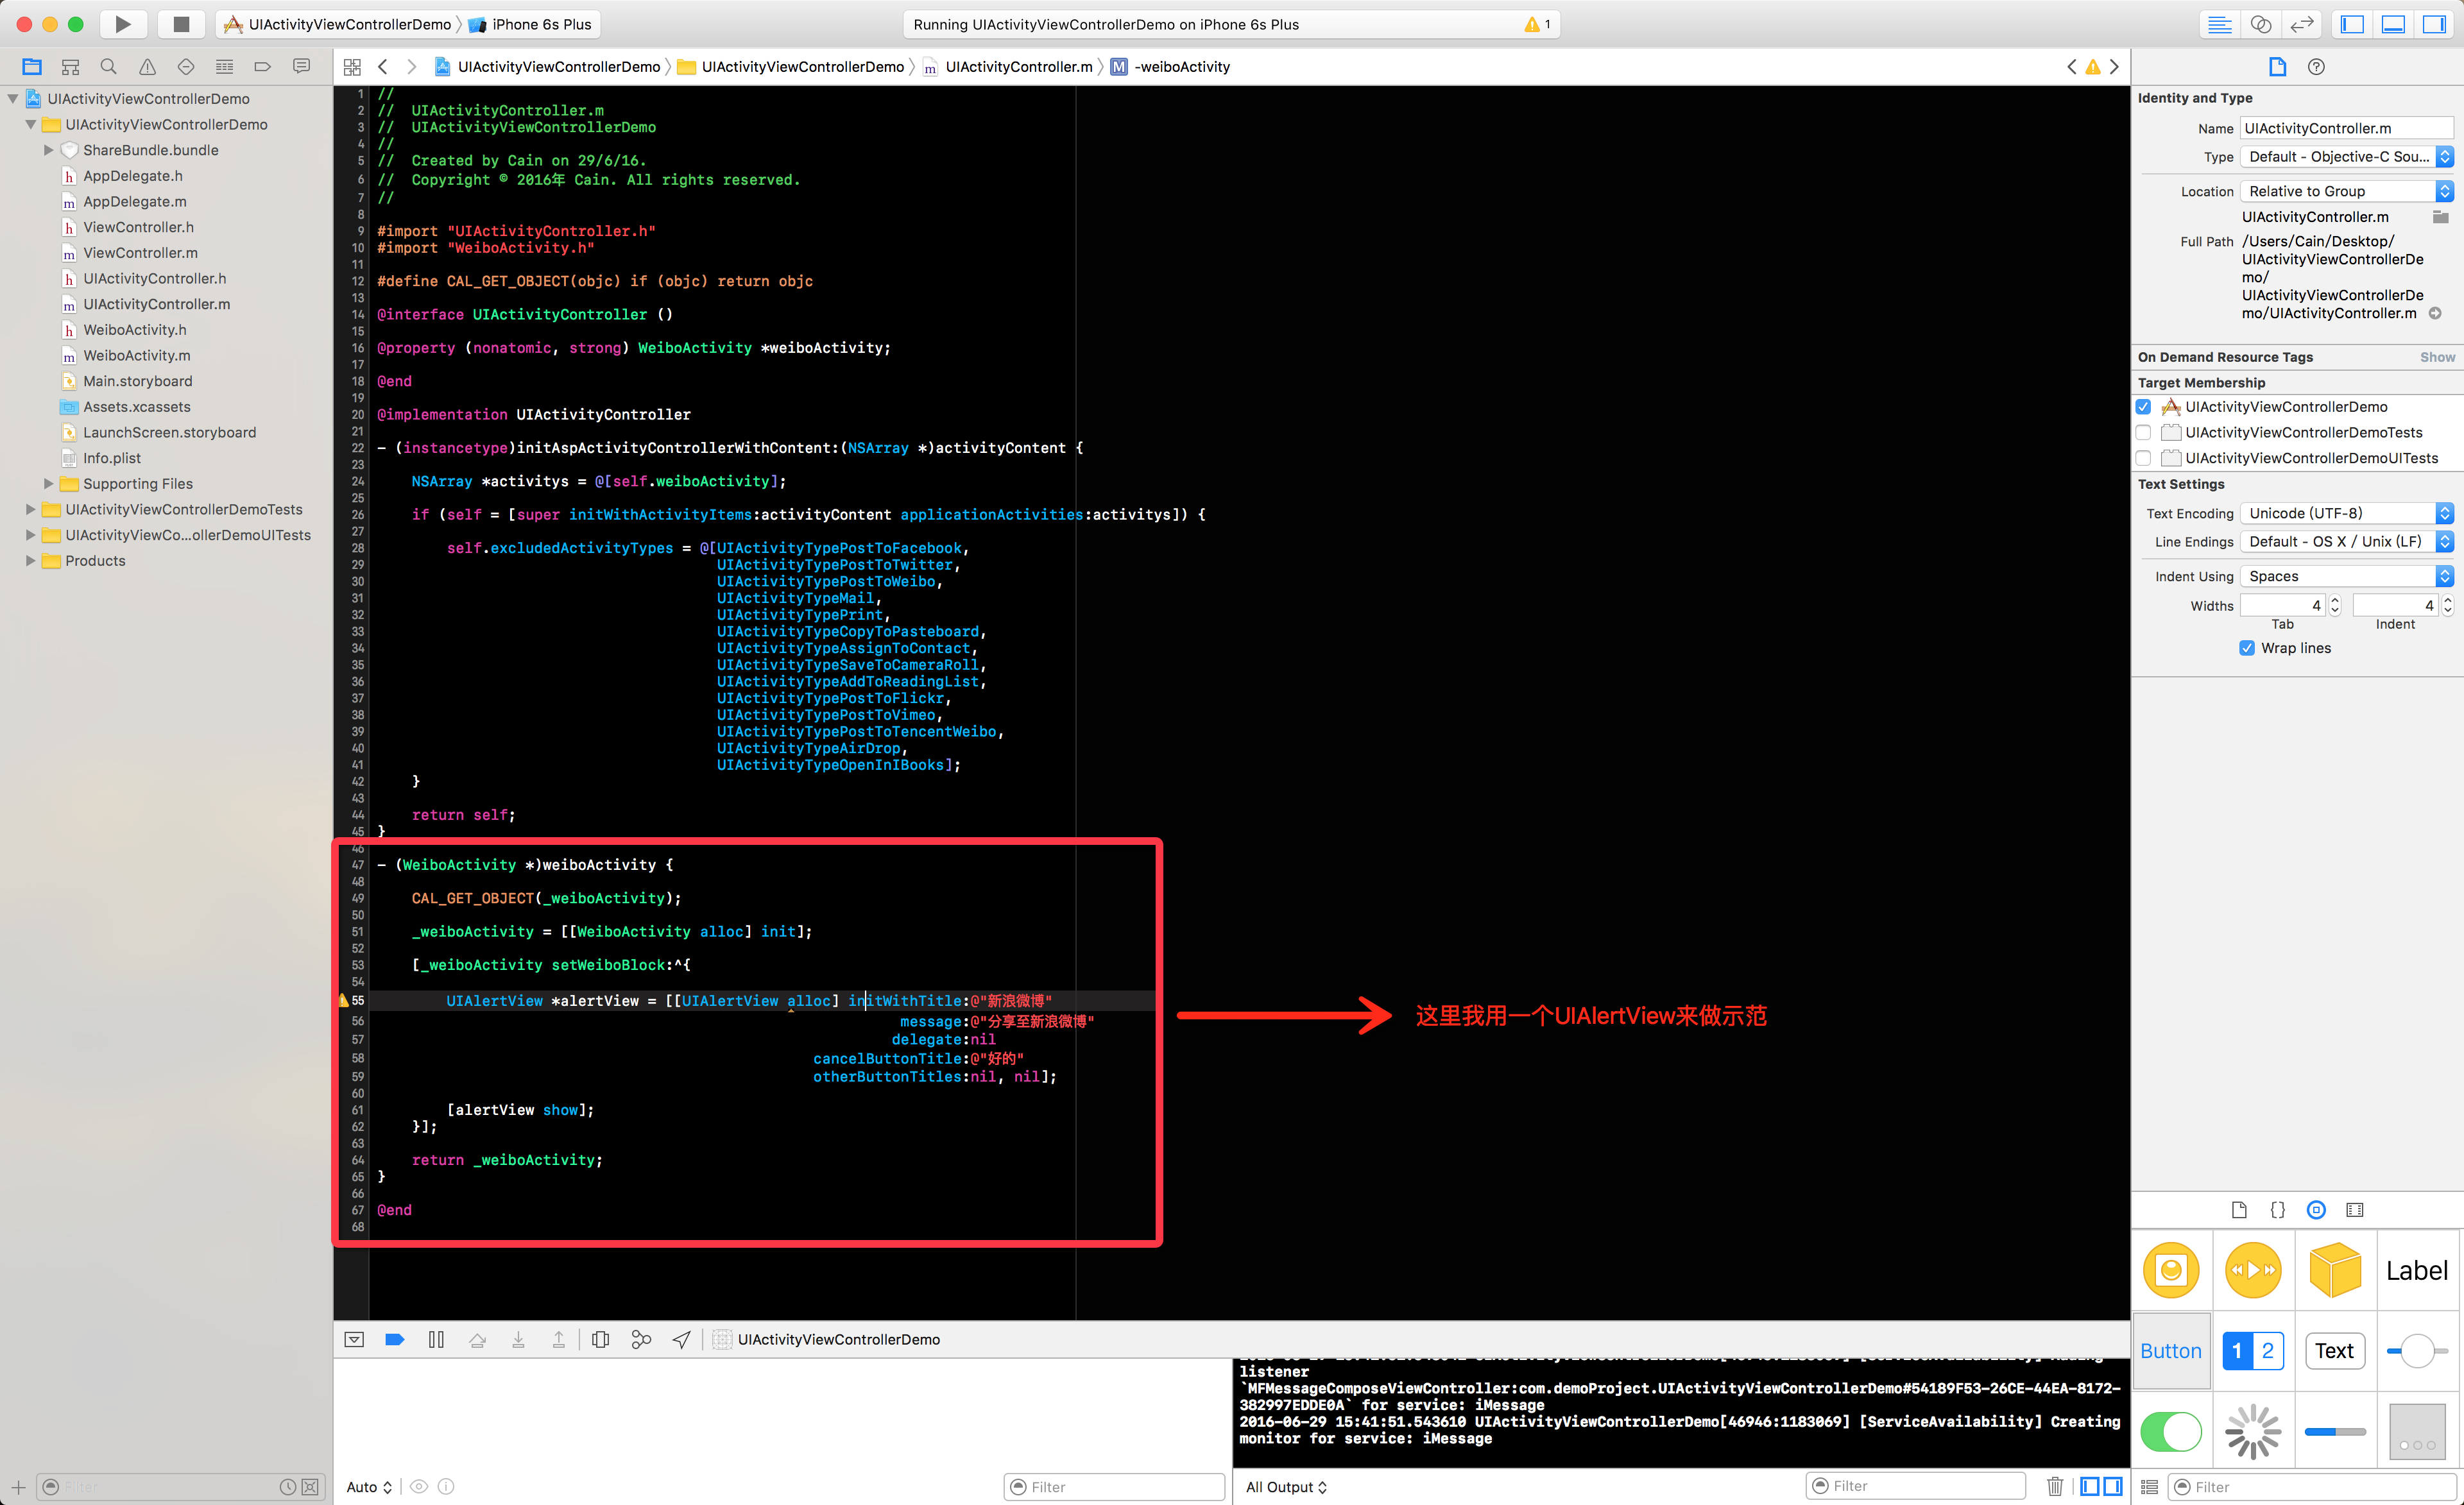 UIActivityViewControllerDemo 〉 iPhone 6s Plus
Running UIActivityViewControllerDemo on iPhone 6s Plus
1
UIActivityViewControllerDemo 〉 UIActivityViewControllerDemo 〉 m UIActivityController.m 〉 M -weiboActivity
UIActivityViewControllerDemo
UIActivityViewControllerDemo
ShareBundle.bundle
h AppDelegate.h
m AppDelegate.m
h ViewController.h
m ViewController.m
h UIActivityController.h
m UIActivityController.m
h WeiboActivity.h
m WeiboActivity.m
Main.storyboard
Assets.xcassets
LaunchScreen.storyboard
Info.plist
Supporting Files
UIActivityViewControllerDemoTests
UIActivityViewCo...ollerDemoUITests
Products
Filter
1 //
2 //  UIActivityController.m
3 //  UIActivityViewControllerDemo
4 //
5 //  Created by Cain on 29/6/16.
6 //  Copyright © 2016年 Cain. All rights reserved.
7 //
8
9 #import "UIActivityController.h"
10 #import "WeiboActivity.h"
11
12 #define CAL_GET_OBJECT(objc) if (objc) return objc
13
14 @interface UIActivityController ()
15
16 @property (nonatomic, strong) WeiboActivity *weiboActivity;
17
18 @end
19
20 @implementation UIActivityController
21
22 - (instancetype)initAspActivityControllerWithContent:(NSArray *)activityContent {
23
24     NSArray *activitys = @[self.weiboActivity];
25
26     if (self = [super initWithActivityItems:activityContent applicationActivities:activitys]) {
27
28         self.excludedActivityTypes = @[UIActivityTypePostToFacebook,
29 UIActivityTypePostToTwitter,
30 UIActivityTypePostToWeibo,
31 UIActivityTypeMail,
32 UIActivityTypePrint,
33 UIActivityTypeCopyToPasteboard,
34 UIActivityTypeAssignToContact,
35 UIActivityTypeSaveToCameraRoll,
36 UIActivityTypeAddToReadingList,
37 UIActivityTypePostToFlickr,
38 UIActivityTypePostToVimeo,
39 UIActivityTypePostToTencentWeibo,
40 UIActivityTypeAirDrop,
41 UIActivityTypeOpenInIBooks];
42     }
43
44     return self;
45 }
46
47 - (WeiboActivity *)weiboActivity {
48
49     CAL_GET_OBJECT(_weiboActivity);
50
51     _weiboActivity = [[WeiboActivity alloc] init];
52
53     [_weiboActivity setWeiboBlock:^{
54
55         UIAlertView *alertView = [[UIAlertView alloc] initWithTitle:@"新浪微博"
56 message:@"分享至新浪微博"
57 delegate:nil
58 cancelButtonTitle:@"好的"
59 otherButtonTitles:nil, nil];
60
61         [alertView show];
62     }];
63
64     return _weiboActivity;
65 }
66
67 @end
68
这里我用一个UIAlertView来做示范
UIActivityViewControllerDemo
listener
`MFMessageComposeViewController:com.demoProject.UIActivityViewControllerDemo#54189F53-26CE-44EA-8172-
382997EDDE0A` for service: iMessage
2016-06-29 15:41:51.543610 UIActivityViewControllerDemo[46946:1183069] [ServiceAvailability] Creating
monitor for service: iMessage
Auto
Filter
All Output
Filter
Identity and Type
Name UIActivityController.m
Type Default - Objective-C Sou...
Location Relative to Group
UIActivityController.m
Full Path /Users/Cain/Desktop/
UIActivityViewControllerDe
mo/
UIActivityViewControllerDe
mo/UIActivityController.m
On Demand Resource Tags Show
Target Membership
UIActivityViewControllerDemo
UIActivityViewControllerDemoTests
UIActivityViewControllerDemoUITests
Text Settings
Text Encoding Unicode (UTF-8)
Line Endings Default - OS X / Unix (LF)
Indent Using Spaces
Widths 4 4
Tab Indent
Wrap lines
{}
Label
Button 1 2 Text
Filter